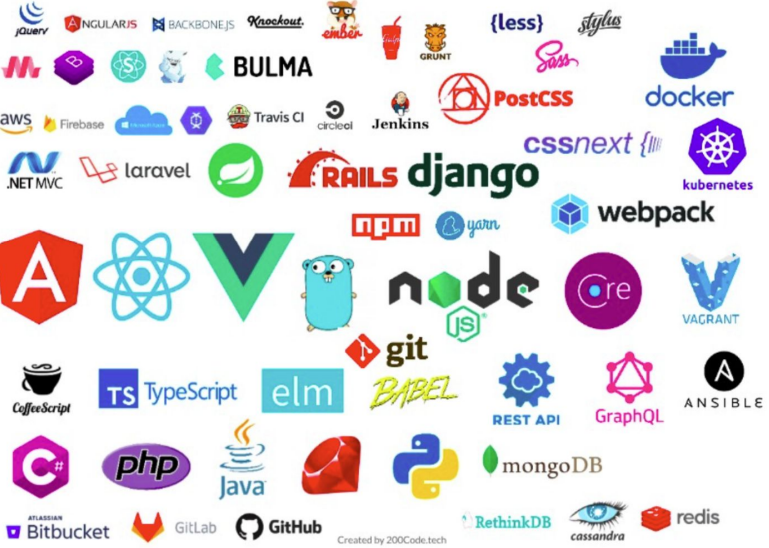 jQuery
ANGULARJS
BACKBONE.JS
Knockout.
ember
GRUNT
{less}
stylus
Sass
docker
S
B
BULMA
PostCSS
aws
Firebase
Travis CI
circleci
Jenkins
cssnext {
kubernetes
.NET MVC
laravel
RAILS
django
webpack
npm
yarn
A
node
JS
Core
VAGRANT
git
CoffeeScript
TS TypeScript
elm
BABEL
REST API
GraphQL
A
ANSIBLE
C#
php
Java
mongoDB
ATLASSIAN
Bitbucket
GitLab
GitHub
RethinkDB
cassandra
redis
Created by 200Code.tech